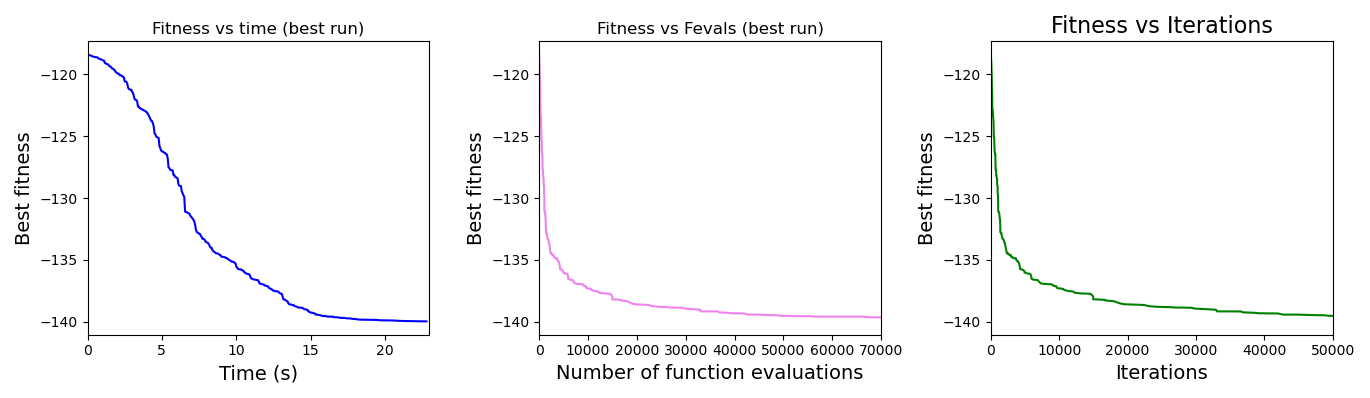 Fitness vs time (best run)
Best fitness
−120
−125
−130
−135
−140
0 5 10 15 20
Time (s)
Fitness vs Fevals (best run)
Best fitness
−120
−125
−130
−135
−140
0 10000 20000 30000 40000 50000 60000 70000
Number of function evaluations
Fitness vs Iterations
Best fitness
−120
−125
−130
−135
−140
0 10000 20000 30000 40000 50000
Iterations